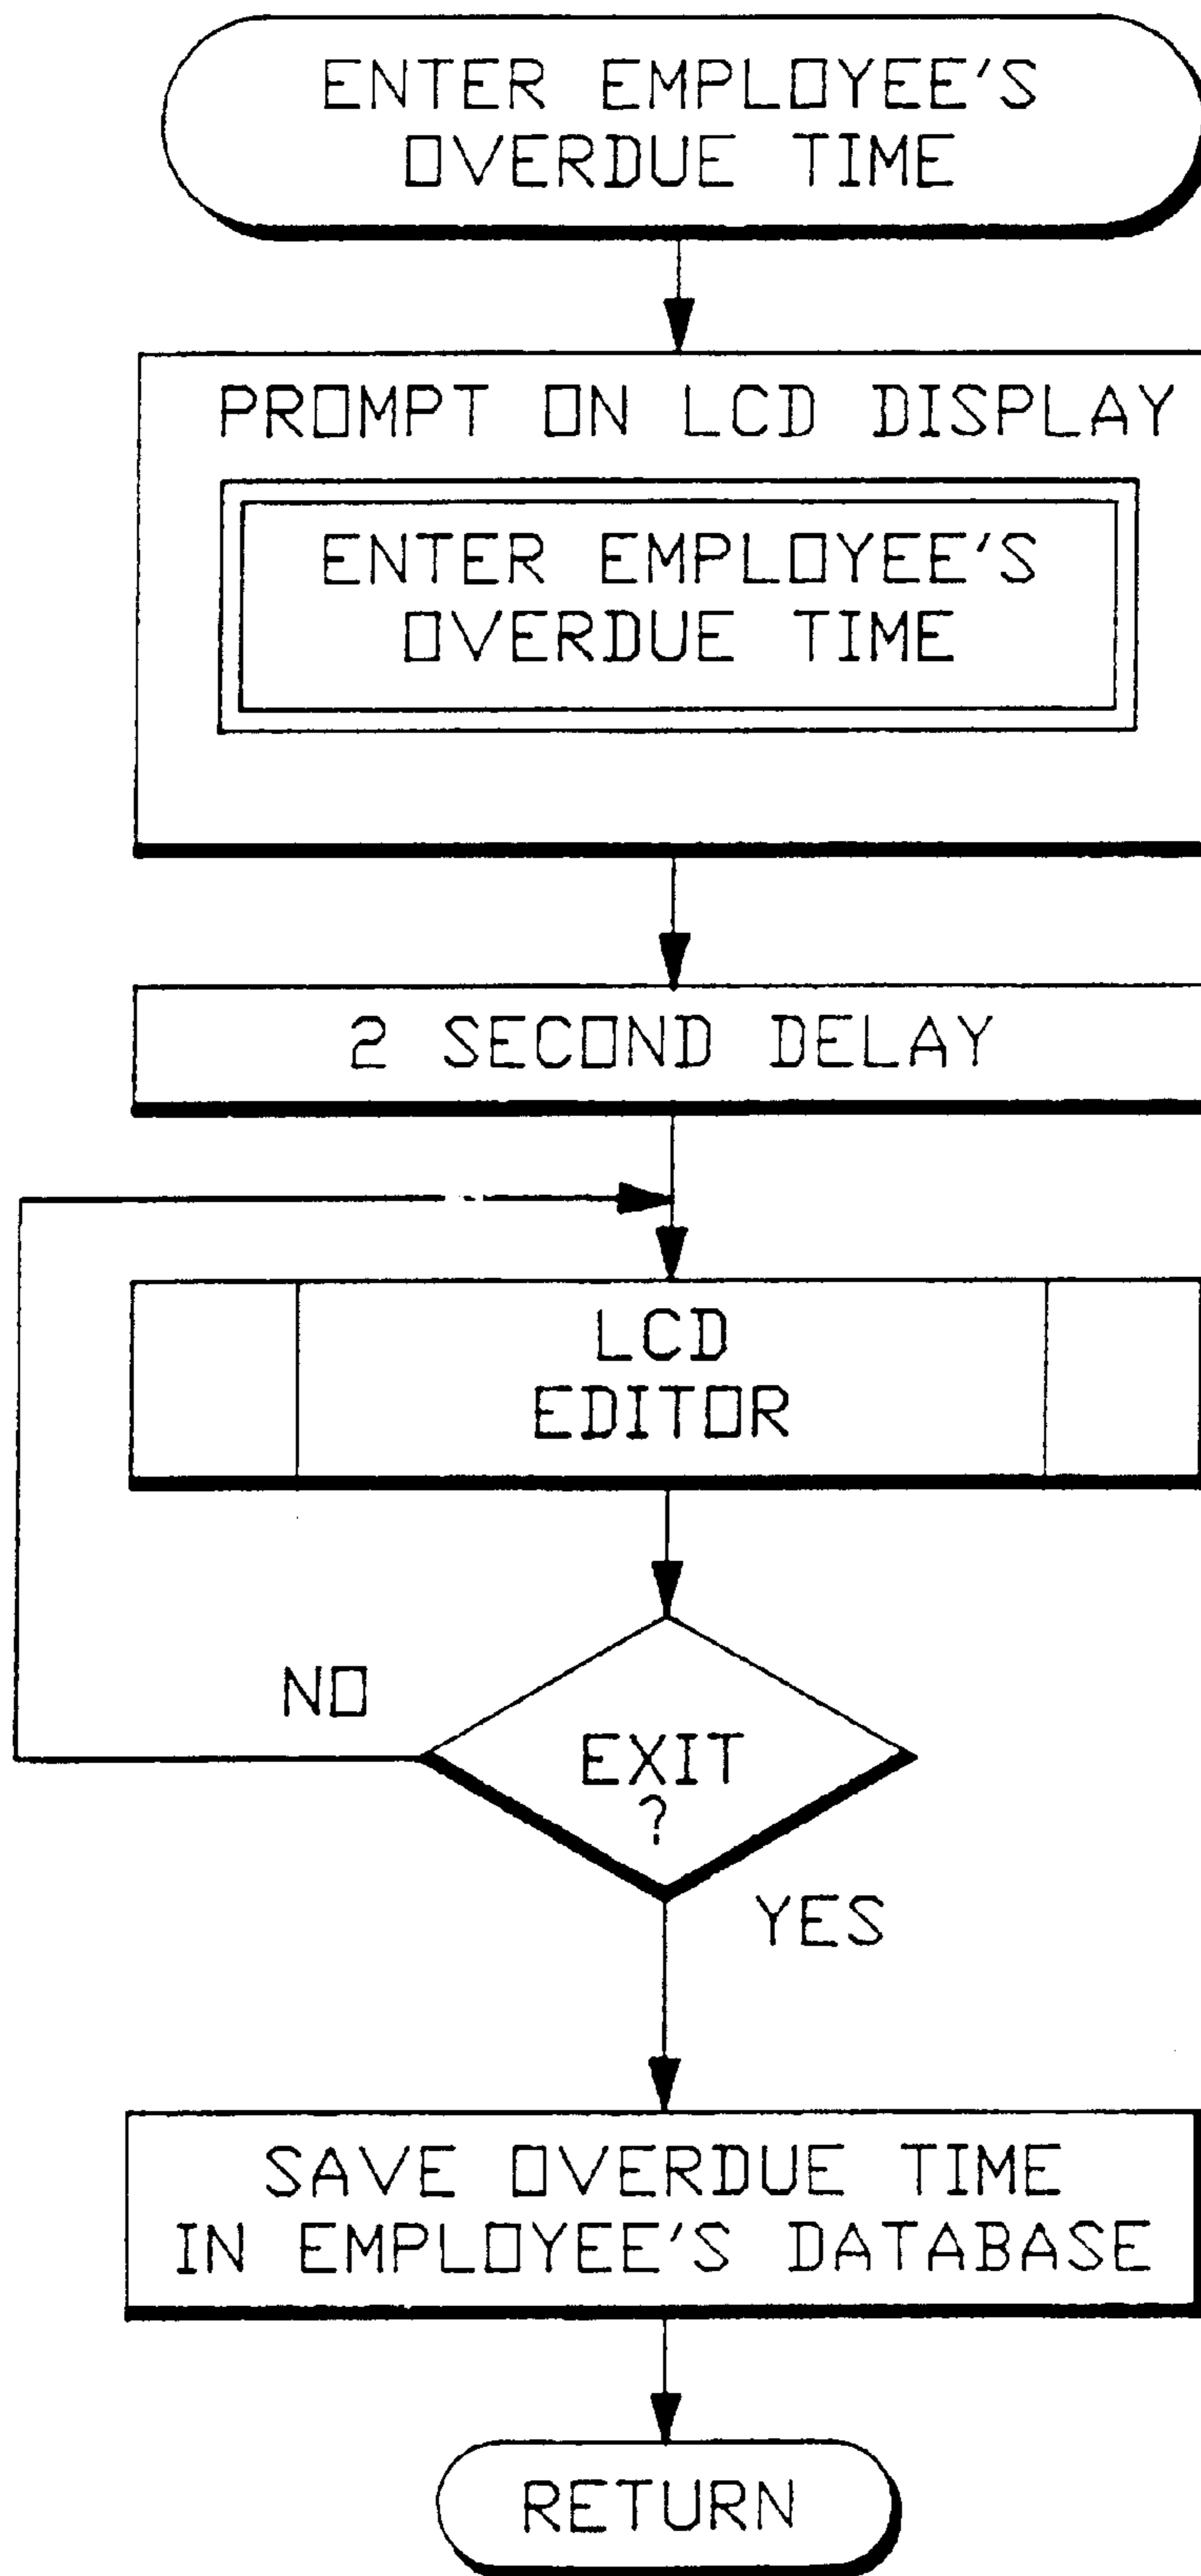 ENTER EMPLOYEE'S
OVERDUE TIME
PROMPT ON LCD DISPLAY
ENTER EMPLOYEE'S
OVERDUE TIME
2 SECOND DELAY
LCD
EDITOR
NO
EXIT
?
YES
SAVE OVERDUE TIME
IN EMPLOYEE'S DATABASE
RETURN